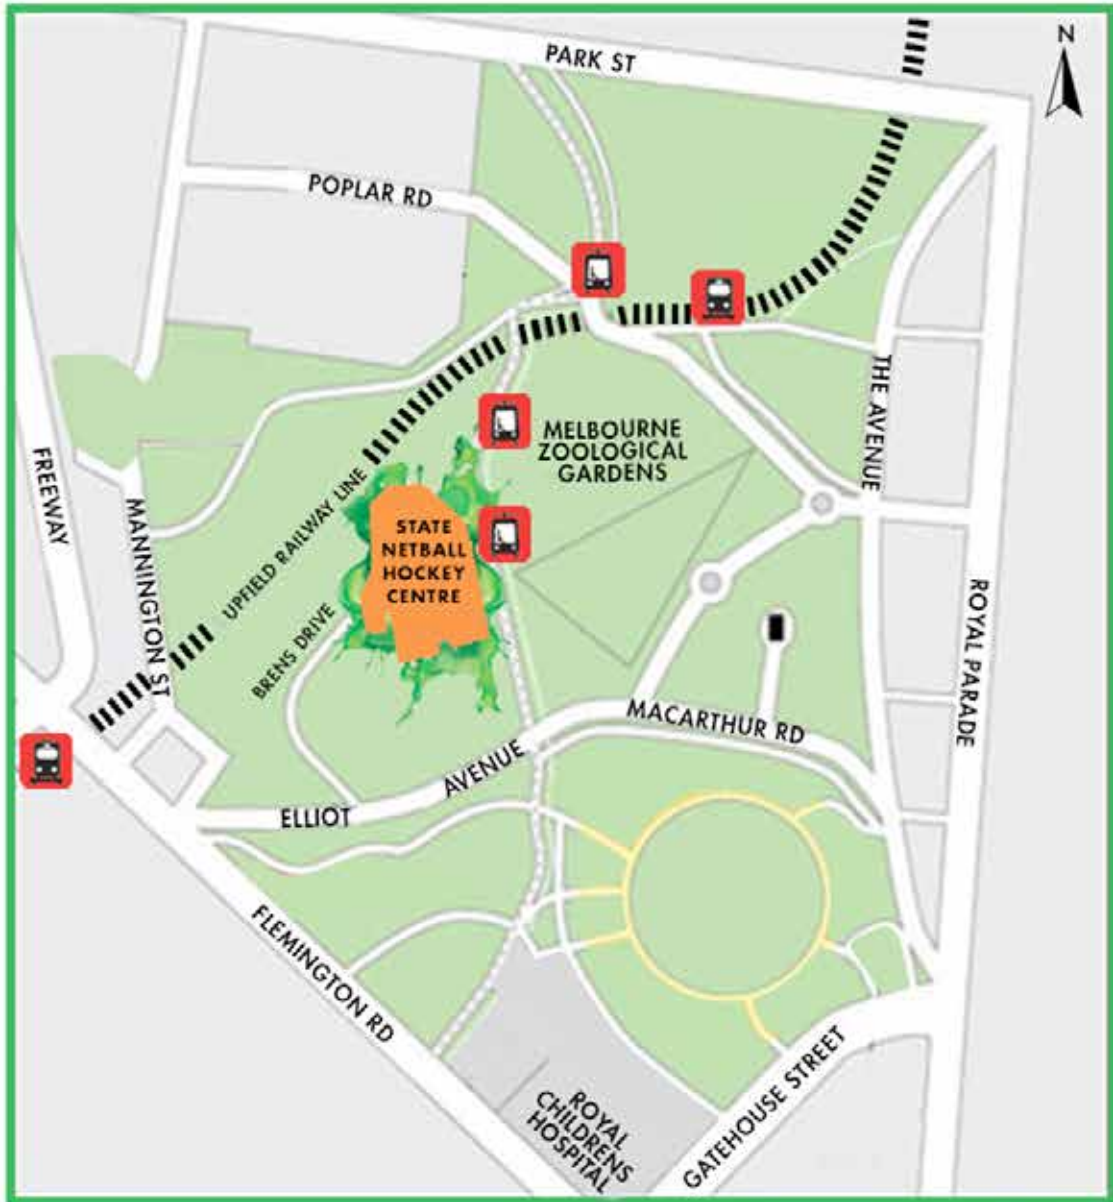 PARK ST
N
POPLAR RD
THE AVENUE
MELBOURNE
ZOOLOGICAL
GARDENS
FREEWAY
MANNINGTON ST
UPFIELD RAILWAY LINE
STATE
NETBALL
HOCKEY
CENTRE
BRENS DRIVE
ROYAL PARADE
MACARTHUR RD
ELLIOT AVENUE
FLEMINGTON RD
ROYAL
CHILDRENS
HOSPITAL
GATEHOUSE STREET